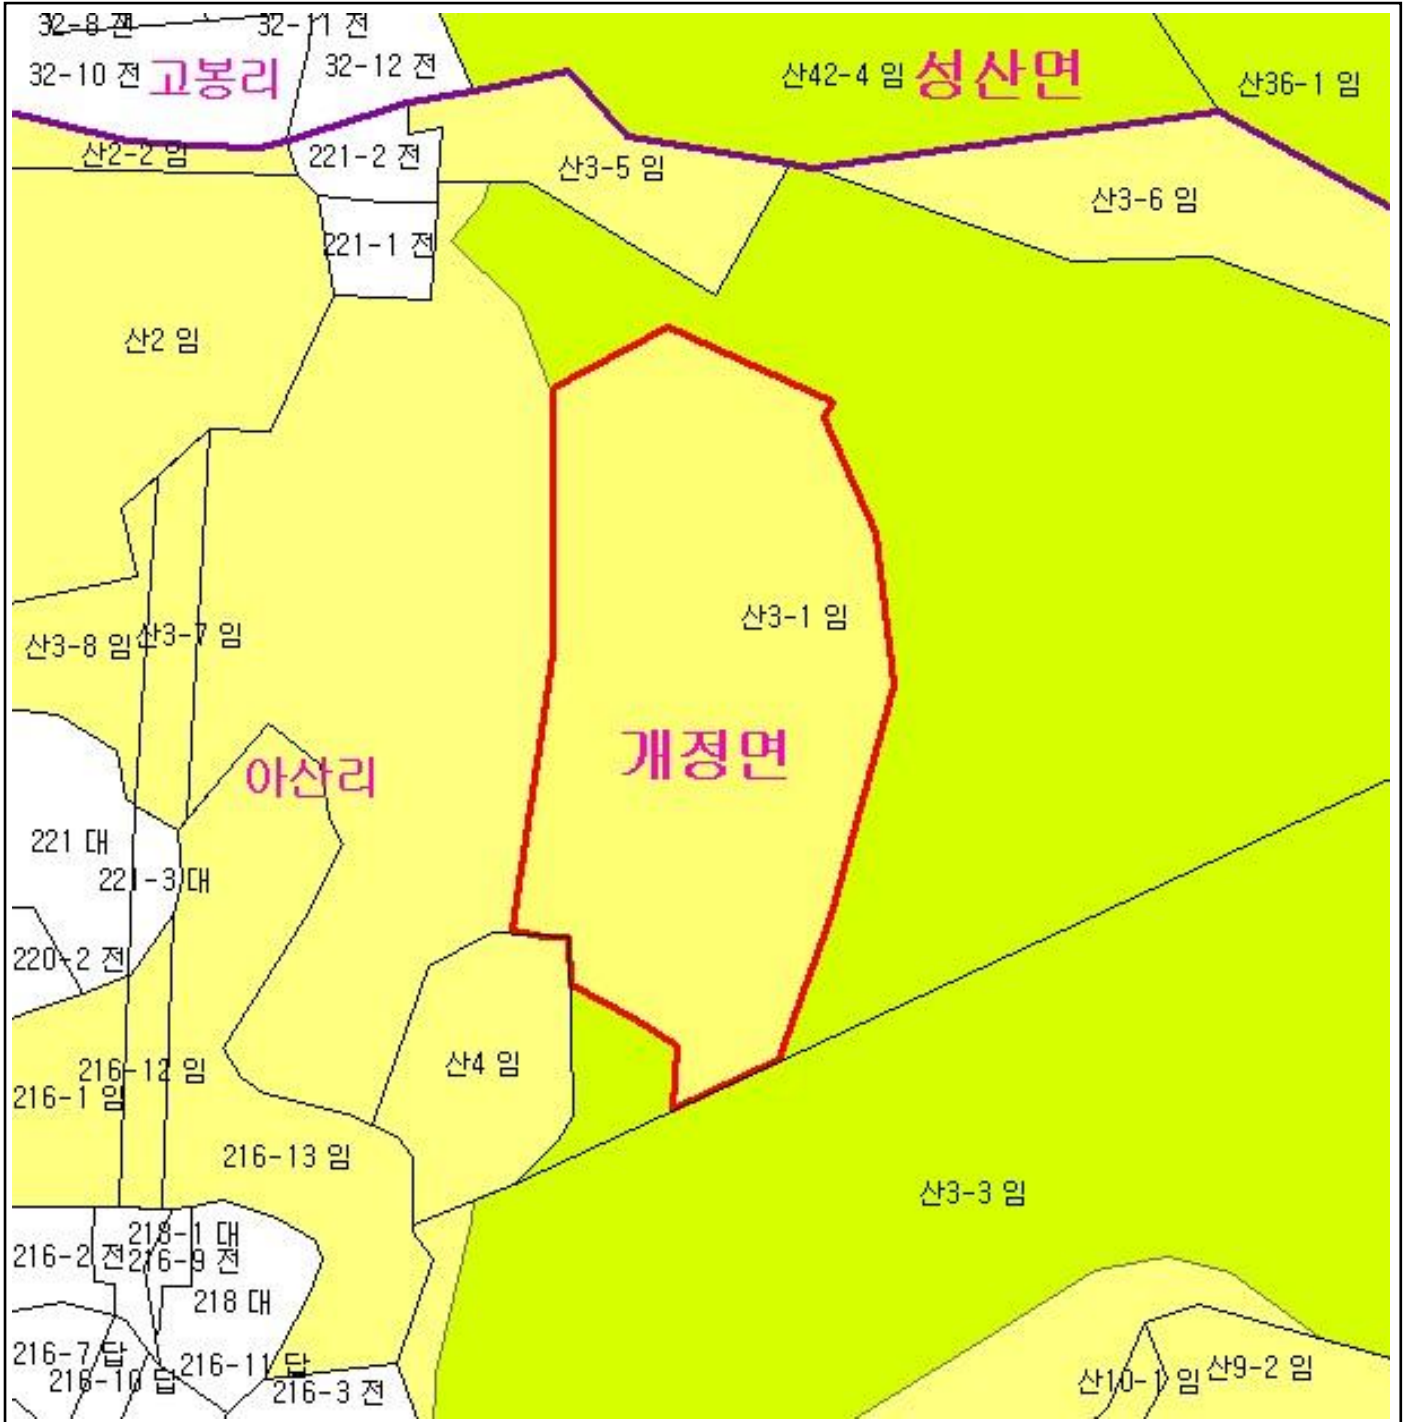 32-8 전
32-11 전
32-10 전
고봉리
32-12 전
산42-4 임
성산면
산36-1 임
산2-2 임
221-2 전
산3-5 임
산3-6 임
221-1 전
산2 임
산3-1 임
산3-8 임
산3-7 임
개정면
아산리
221 대
221-3 대
220-2 전
216-12 임
산4 임
216-1 임
216-13 임
산3-3 임
218-1 대
216-2 전
216-9 전
218 대
216-7 답
216-11 답
216-10 답
216-3 전
산10-1 임
산9-2 임